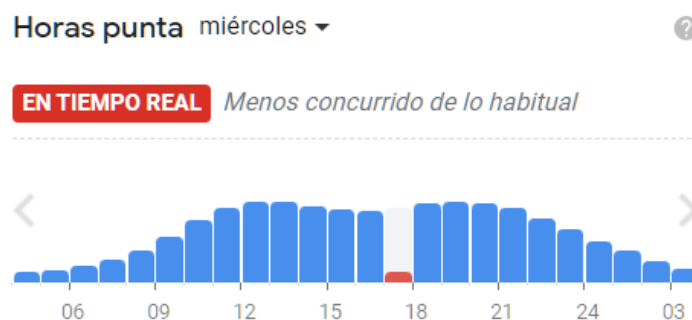 Horas punta miércoles
?
EN TIEMPO REAL Menos concurrido de lo habitual
06 09 12 15 18 21 24 03